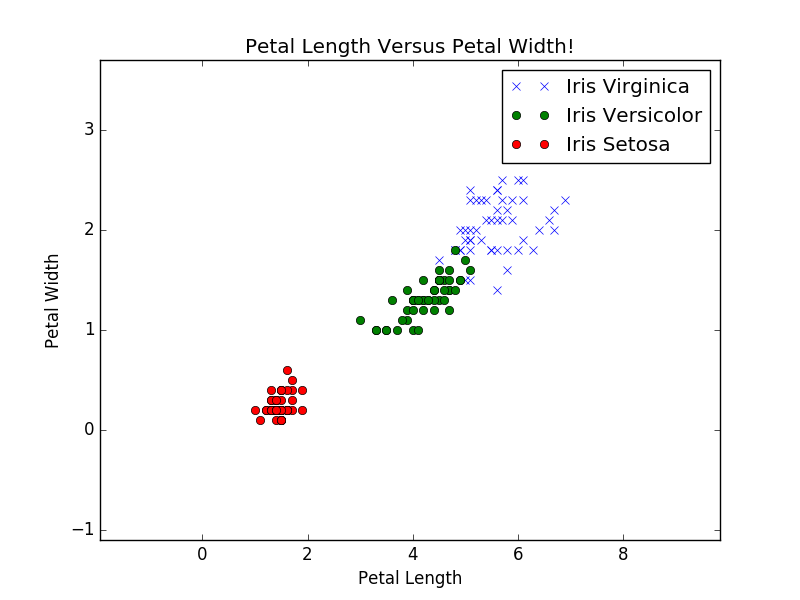 Petal Length Versus Petal Width!
Iris Virginica
Iris Versicolor
Iris Setosa
3
2
1
0
−1
Petal Width
0 2 4 6 8
Petal Length